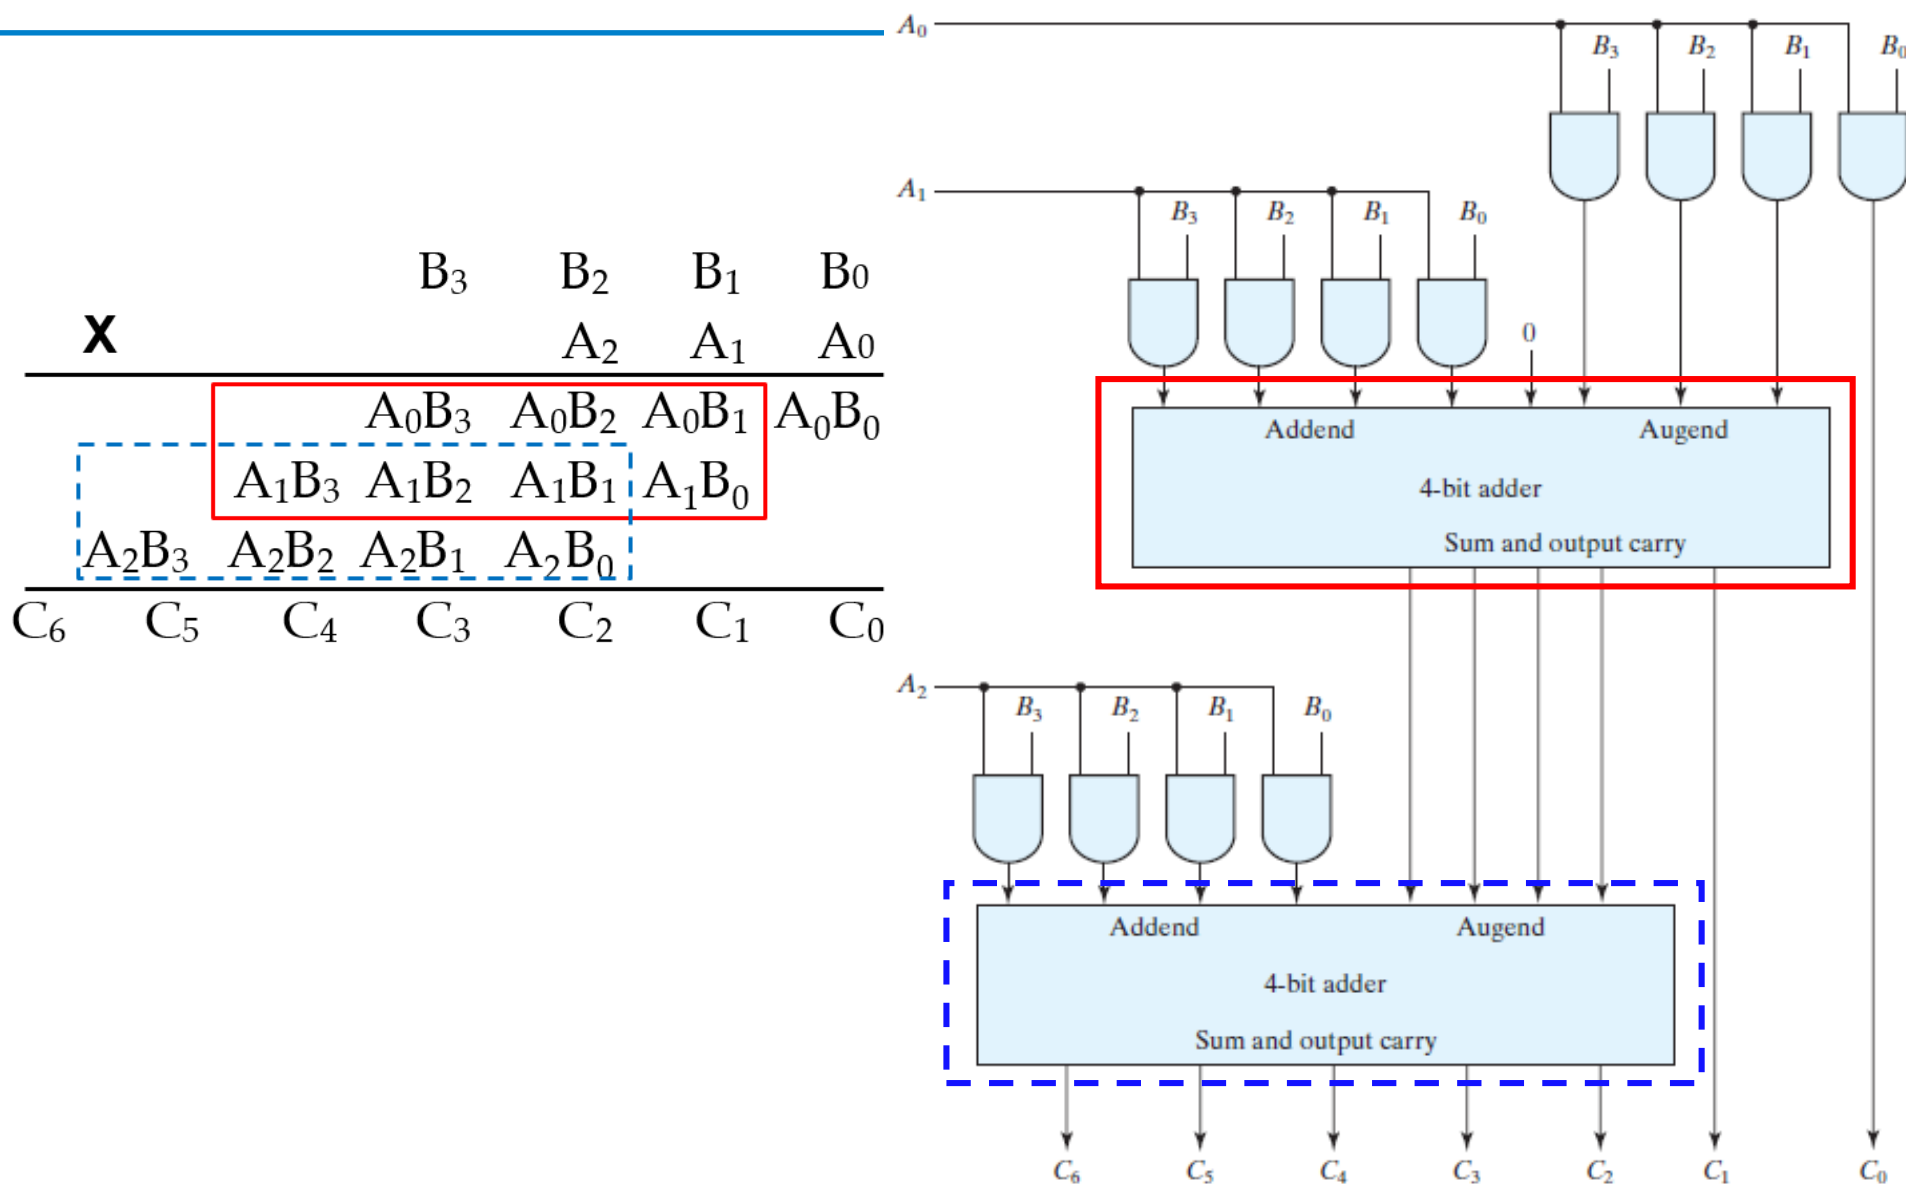 B₃ B₂ B₁ B₀
X A₂ A₁ A₀
A₀B₃ A₀B₂ A₀B₁ A₀B₀
A₁B₃ A₁B₂ A₁B₁ A₁B₀
A₂B₃ A₂B₂ A₂B₁ A₂B₀
C₆ C₅ C₄ C₃ C₂ C₁ C₀
A₀
B₃ B₂ B₁ B₀
A₁
B₃ B₂ B₁ B₀
0
Addend Augend
4-bit adder
Sum and output carry
A₂
B₃ B₂ B₁ B₀
Addend Augend
4-bit adder
Sum and output carry
C₆ C₅ C₄ C₃ C₂ C₁ C₀